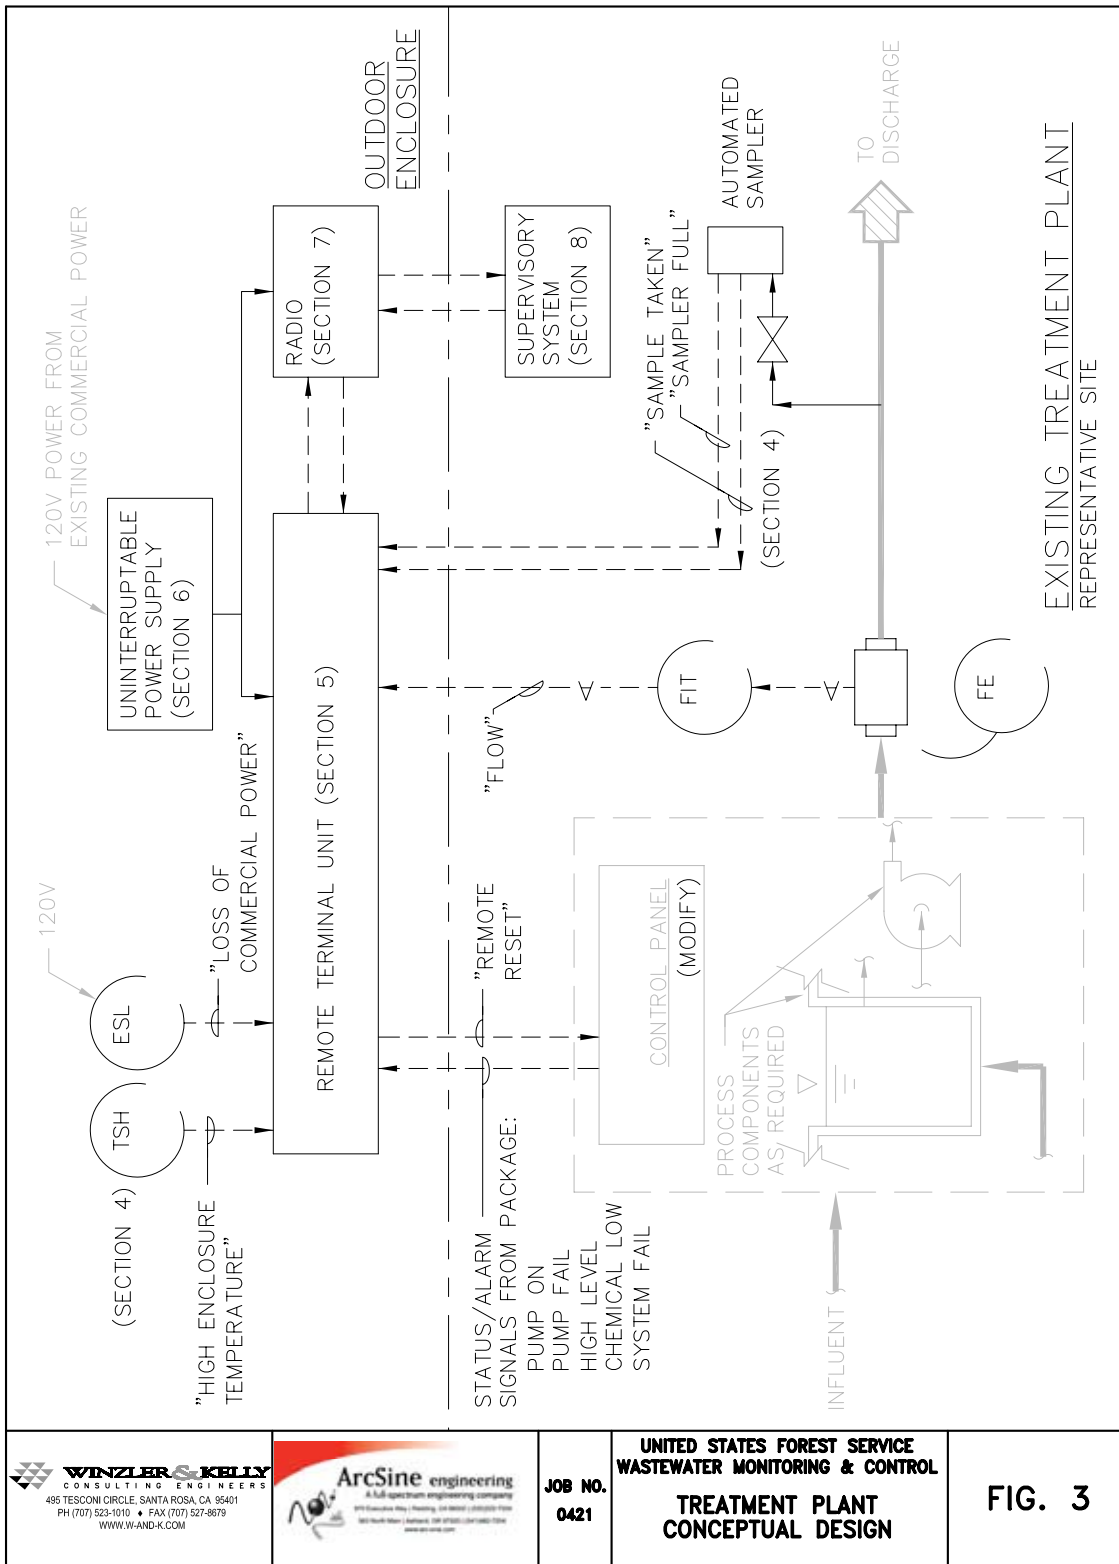 (SECTION 4)
TSH
ESL
120V
"HIGH ENCLOSURE
TEMPERATURE"
"LOSS OF
COMMERCIAL POWER"
120V POWER FROM
EXISTING COMMERCIAL POWER
UNINTERRUPTABLE
POWER SUPPLY
(SECTION 6)
REMOTE TERMINAL UNIT (SECTION 5)
RADIO
(SECTION 7)
OUTDOOR
ENCLOSURE
STATUS/ALARM
SIGNALS FROM PACKAGE:
PUMP ON
PUMP FAIL
HIGH LEVEL
CHEMICAL LOW
SYSTEM FAIL
"REMOTE
RESET"
"FLOW"
SUPERVISORY
SYSTEM
(SECTION 8)
"SAMPLE TAKEN"
"SAMPLER FULL"
(SECTION 4)
AUTOMATED
SAMPLER
CONTROL PANEL
(MODIFY)
PROCESS
COMPONENTS
AS REQUIRED
FIT
FE
INFLUENT
TO
DISCHARGE
EXISTING TREATMENT PLANT
REPRESENTATIVE SITE
WINZLER & KELLY
CONSULTING ENGINEERS
495 TESCONI CIRCLE, SANTA ROSA, CA 95401
PH (707) 523-1010 ♦ FAX (707) 527-8679
WWW.W-AND-K.COM
ArcSine engineering
A full-spectrum engineering company
JOB NO.
0421
UNITED STATES FOREST SERVICE
WASTEWATER MONITORING & CONTROL
TREATMENT PLANT
CONCEPTUAL DESIGN
FIG. 3